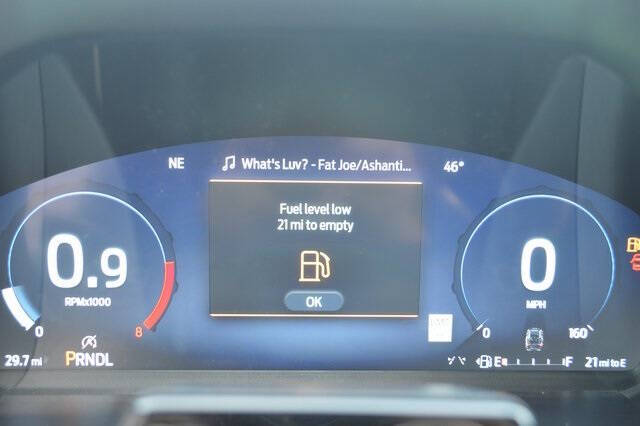 NE
What's Luv? - Fat Joe/Ashanti...
46°
Fuel level low
21 mi to empty
OK
0.9
RPMx1000
0
8
0
MPH
0
160
29.7 mi
PRNDL
E
F
21 mi to E